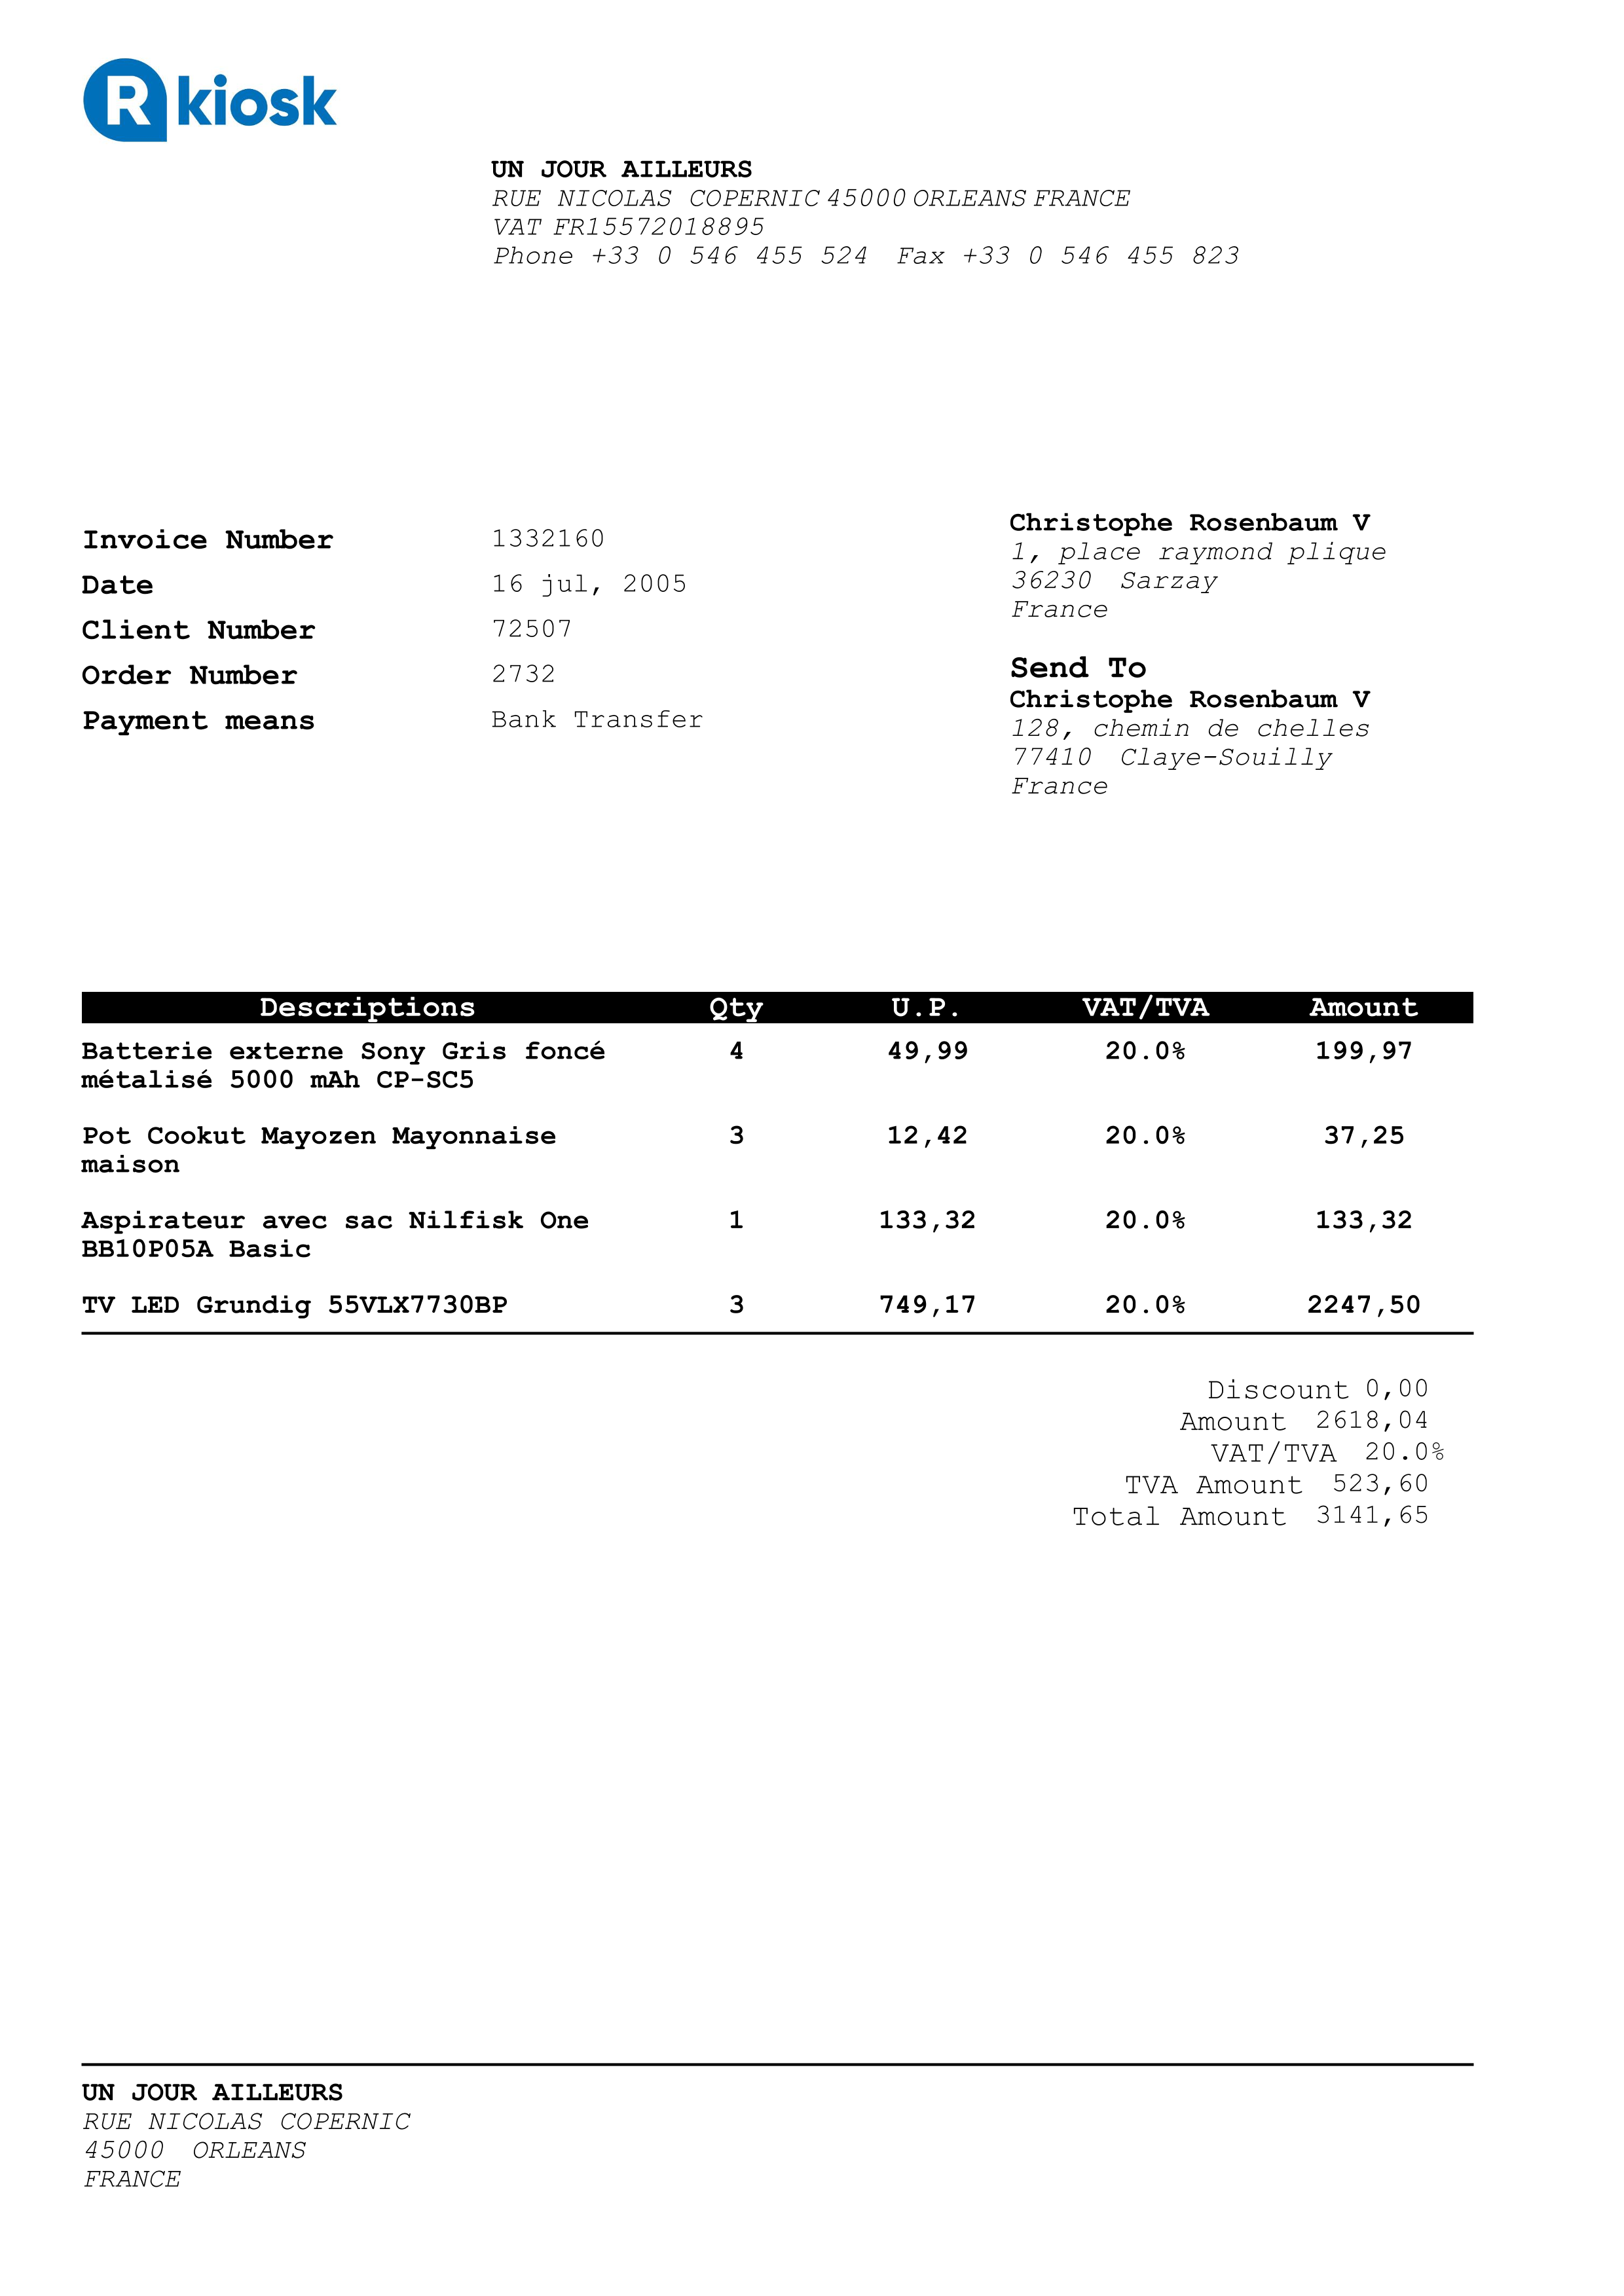 R kiosk
UN JOUR AILLEURS
RUE NICOLAS COPERNIC 45000 ORLEANS FRANCE
VAT FR15572018895
Phone +33 0 546 455 524 Fax +33 0 546 455 823
Invoice Number 1332160
Date 16 jul, 2005
Client Number 72507
Order Number 2732
Payment means Bank Transfer
Christophe Rosenbaum V
1, place raymond plique
36230 Sarzay
France
Send To
Christophe Rosenbaum V
128, chemin de chelles
77410 Claye-Souilly
France
Descriptions Qty U.P. VAT/TVA Amount
Batterie externe Sony Gris foncé 4 49,99 20.0% 199,97
métalisé 5000 mAh CP-SC5
Pot Cookut Mayozen Mayonnaise 3 12,42 20.0% 37,25
maison
Aspirateur avec sac Nilfisk One 1 133,32 20.0% 133,32
BB10P05A Basic
TV LED Grundig 55VLX7730BP 3 749,17 20.0% 2247,50
Discount 0,00
Amount 2618,04
VAT/TVA 20.0%
TVA Amount 523,60
Total Amount 3141,65
UN JOUR AILLEURS
RUE NICOLAS COPERNIC
45000 ORLEANS
FRANCE